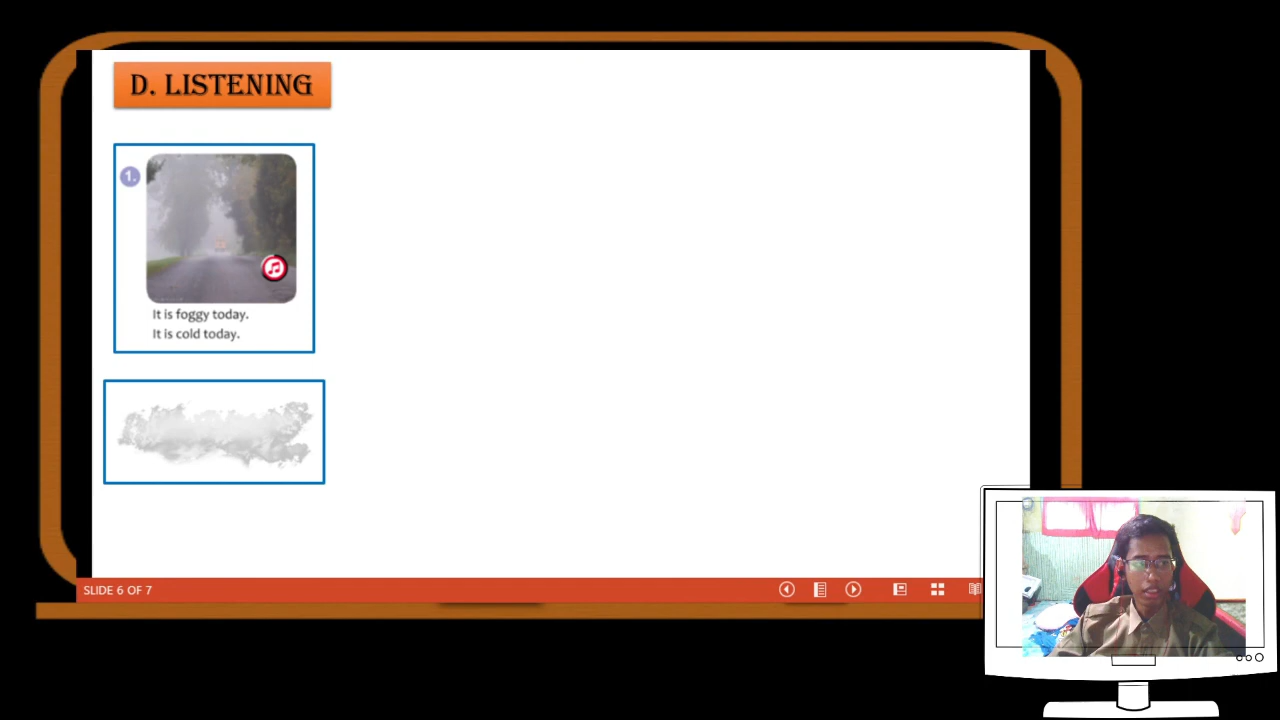 D. LISTENING
1.
It is foggy today.
It is cold today.
SLIDE 6 OF 7